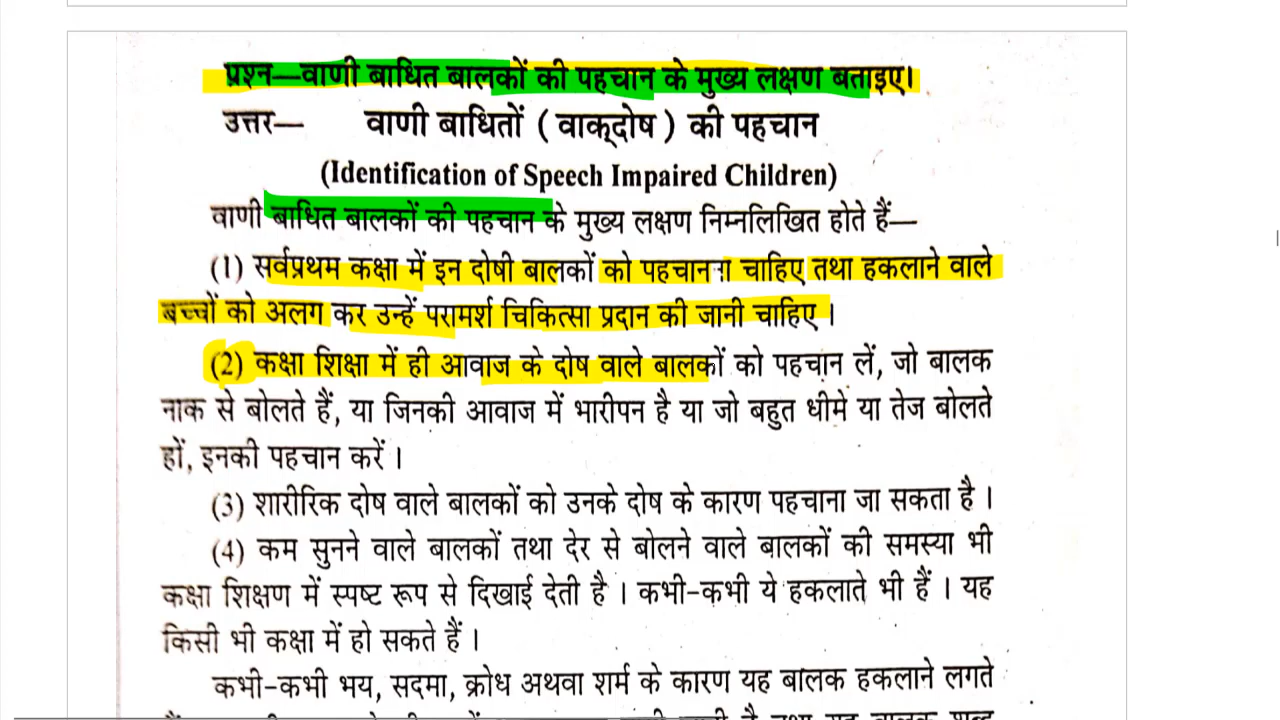 प्रश्न—वाणी बाधित बालकों की पहचान के मुख्य लक्षण बताइए।
उत्तर— वाणी बाधितों (वाक्‌दोष) की पहचान
(Identification of Speech Impaired Children)
वाणी बाधित बालकों की पहचान के मुख्य लक्षण निम्नलिखित होते हैं—
(1) सर्वप्रथम कक्षा में इन दोषी बालकों को पहचानना चाहिए तथा हकलाने वाले
बच्चों को अलग कर उन्हें परामर्श चिकित्सा प्रदान की जानी चाहिए ।
(2) कक्षा शिक्षा में ही आवाज के दोष वाले बालकों को पहचान लें, जो बालक
नाक से बोलते हैं, या जिनकी आवाज में भारीपन है या जो बहुत धीमे या तेज बोलते
हों, इनकी पहचान करें ।
(3) शारीरिक दोष वाले बालकों को उनके दोष के कारण पहचाना जा सकता है ।
(4) कम सुनने वाले बालकों तथा देर से बोलने वाले बालकों की समस्या भी
कक्षा शिक्षण में स्पष्ट रूप से दिखाई देती है । कभी-कभी ये हकलाते भी हैं । यह
किसी भी कक्षा में हो सकते हैं ।
कभी-कभी भय, सदमा, क्रोध अथवा शर्म के कारण यह बालक हकलाने लगते